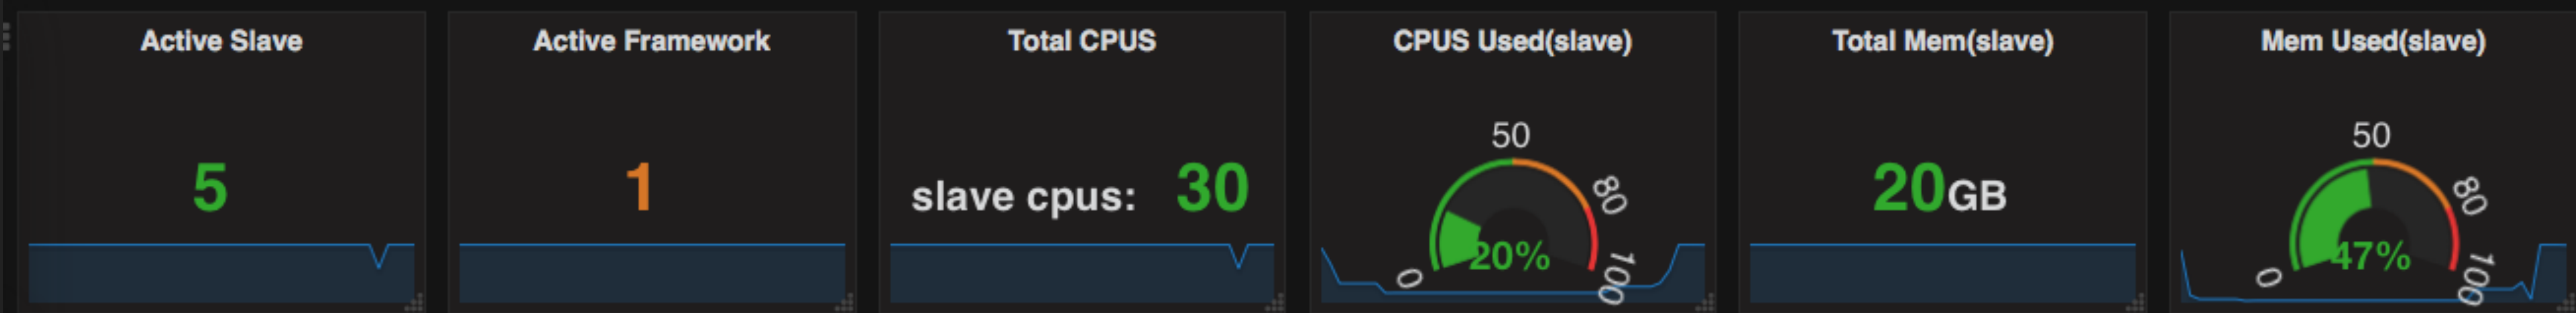 Active Slave
5
Active Framework
1
Total CPUS
slave cpus: 30
CPUS Used(slave)
0
50
80
100
20%
Total Mem(slave)
20GB
Mem Used(slave)
0
50
80
100
47%